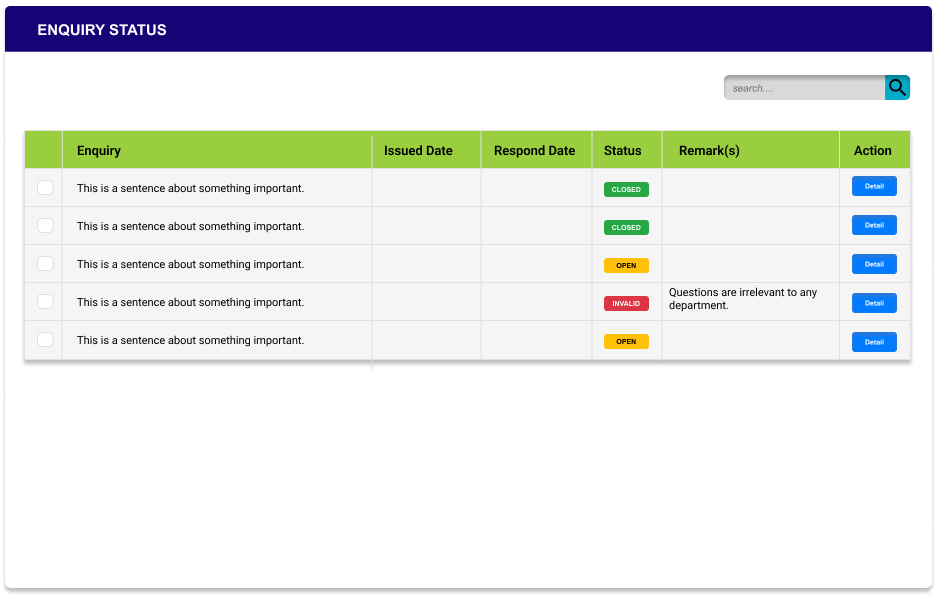 ENQUIRY STATUS
search....
Enquiry Issued Date Respond Date Status Remark(s) Action
This is a sentence about something important. CLOSED Detail
This is a sentence about something important. CLOSED Detail
This is a sentence about something important. OPEN Detail
This is a sentence about something important. INVALID Questions are irrelevant to any Detail
department.
This is a sentence about something important. OPEN Detail